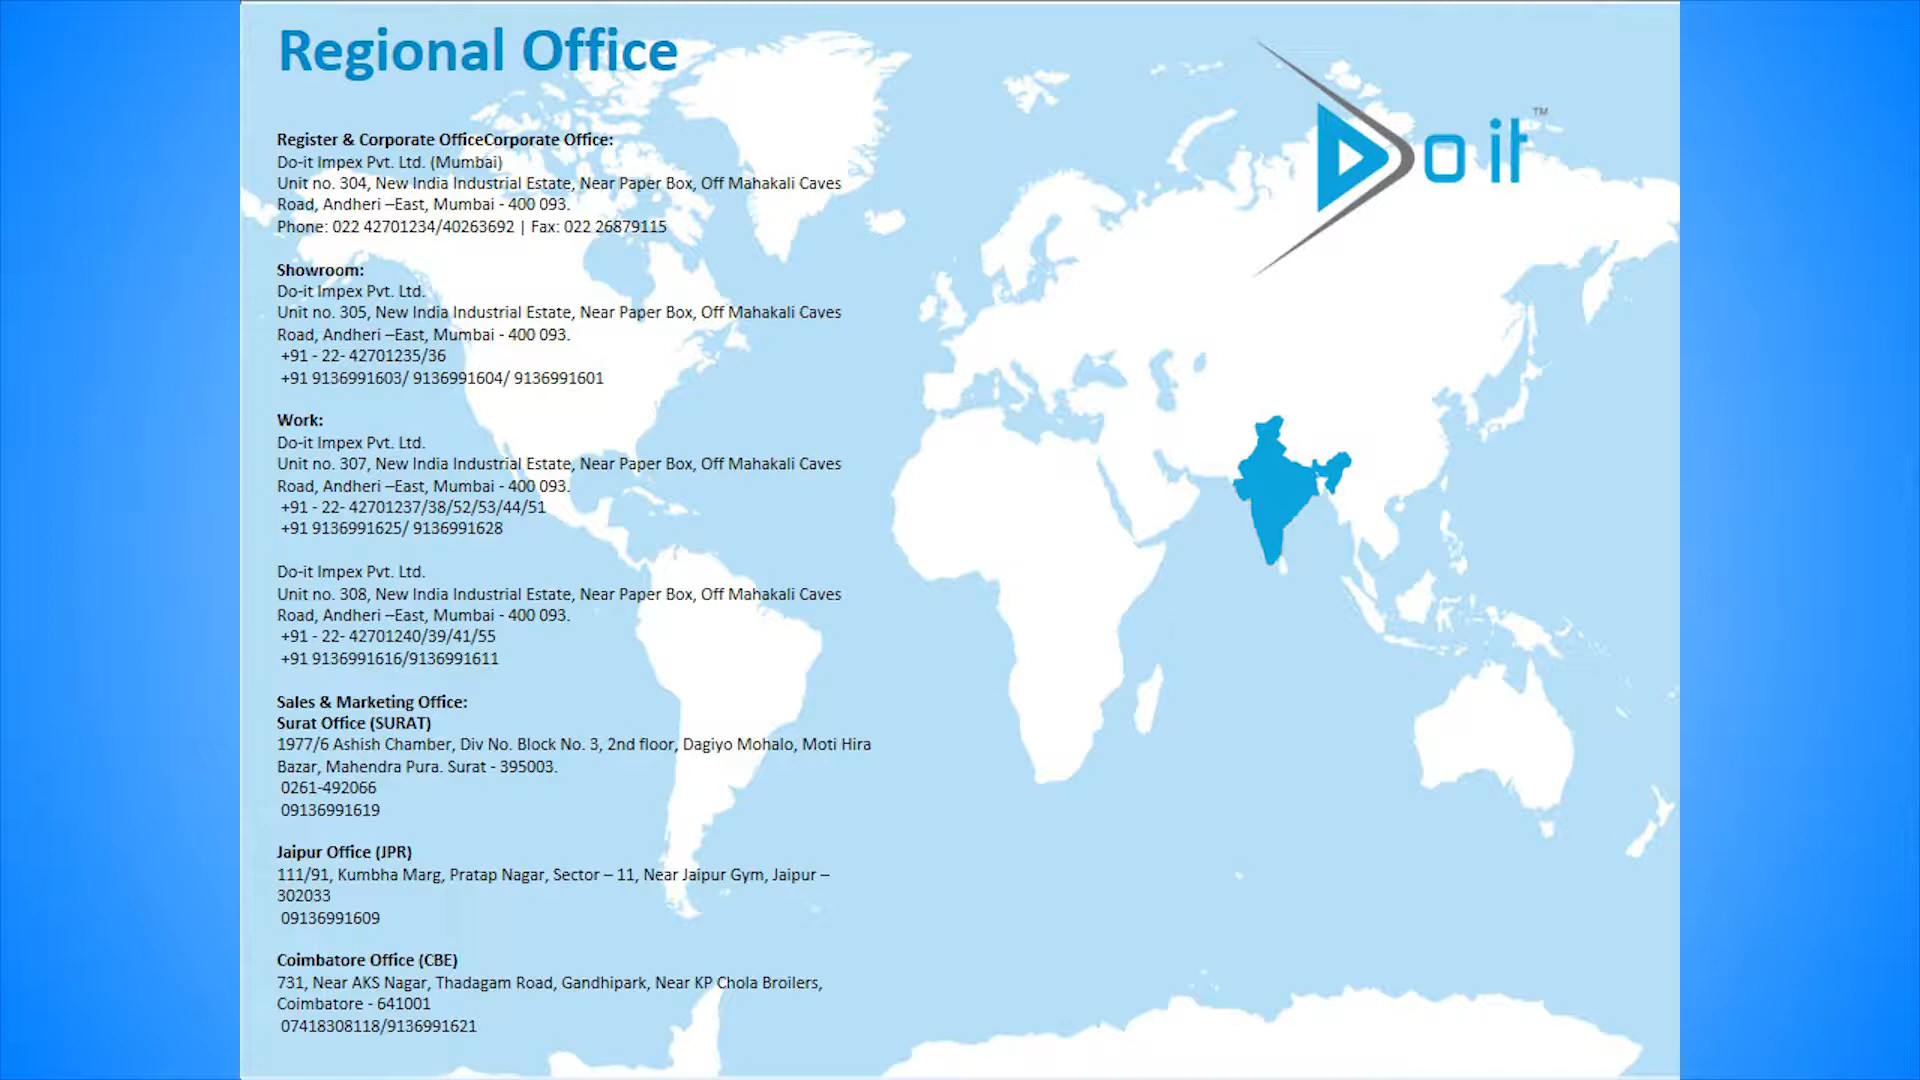 Regional Office
Do it™
Register & Corporate OfficeCorporate Office:
Do-it Impex Pvt. Ltd. (Mumbai)
Unit no. 304, New India Industrial Estate, Near Paper Box, Off Mahakali Caves
Road, Andheri –East, Mumbai - 400 093.
Phone: 022 42701234/40263692 | Fax: 022 26879115
Showroom:
Do-it Impex Pvt. Ltd.
Unit no. 305, New India Industrial Estate, Near Paper Box, Off Mahakali Caves
Road, Andheri –East, Mumbai - 400 093.
+91 - 22- 42701235/36
+91 9136991603/ 9136991604/ 9136991601
Work:
Do-it Impex Pvt. Ltd.
Unit no. 307, New India Industrial Estate, Near Paper Box, Off Mahakali Caves
Road, Andheri –East, Mumbai - 400 093.
+91 - 22- 42701237/38/52/53/44/51
+91 9136991625/ 9136991628
Do-it Impex Pvt. Ltd.
Unit no. 308, New India Industrial Estate, Near Paper Box, Off Mahakali Caves
Road, Andheri –East, Mumbai - 400 093.
+91 - 22- 42701240/39/41/55
+91 9136991616/9136991611
Sales & Marketing Office:
Surat Office (SURAT)
1977/6 Ashish Chamber, Div No. Block No. 3, 2nd floor, Dagiyo Mohalo, Moti Hira
Bazar, Mahendra Pura. Surat - 395003.
0261-492066
09136991619
Jaipur Office (JPR)
111/91, Kumbha Marg, Pratap Nagar, Sector – 11, Near Jaipur Gym, Jaipur –
302033
09136991609
Coimbatore Office (CBE)
731, Near AKS Nagar, Thadagam Road, Gandhipark, Near KP Chola Broilers,
Coimbatore - 641001
07418308118/9136991621